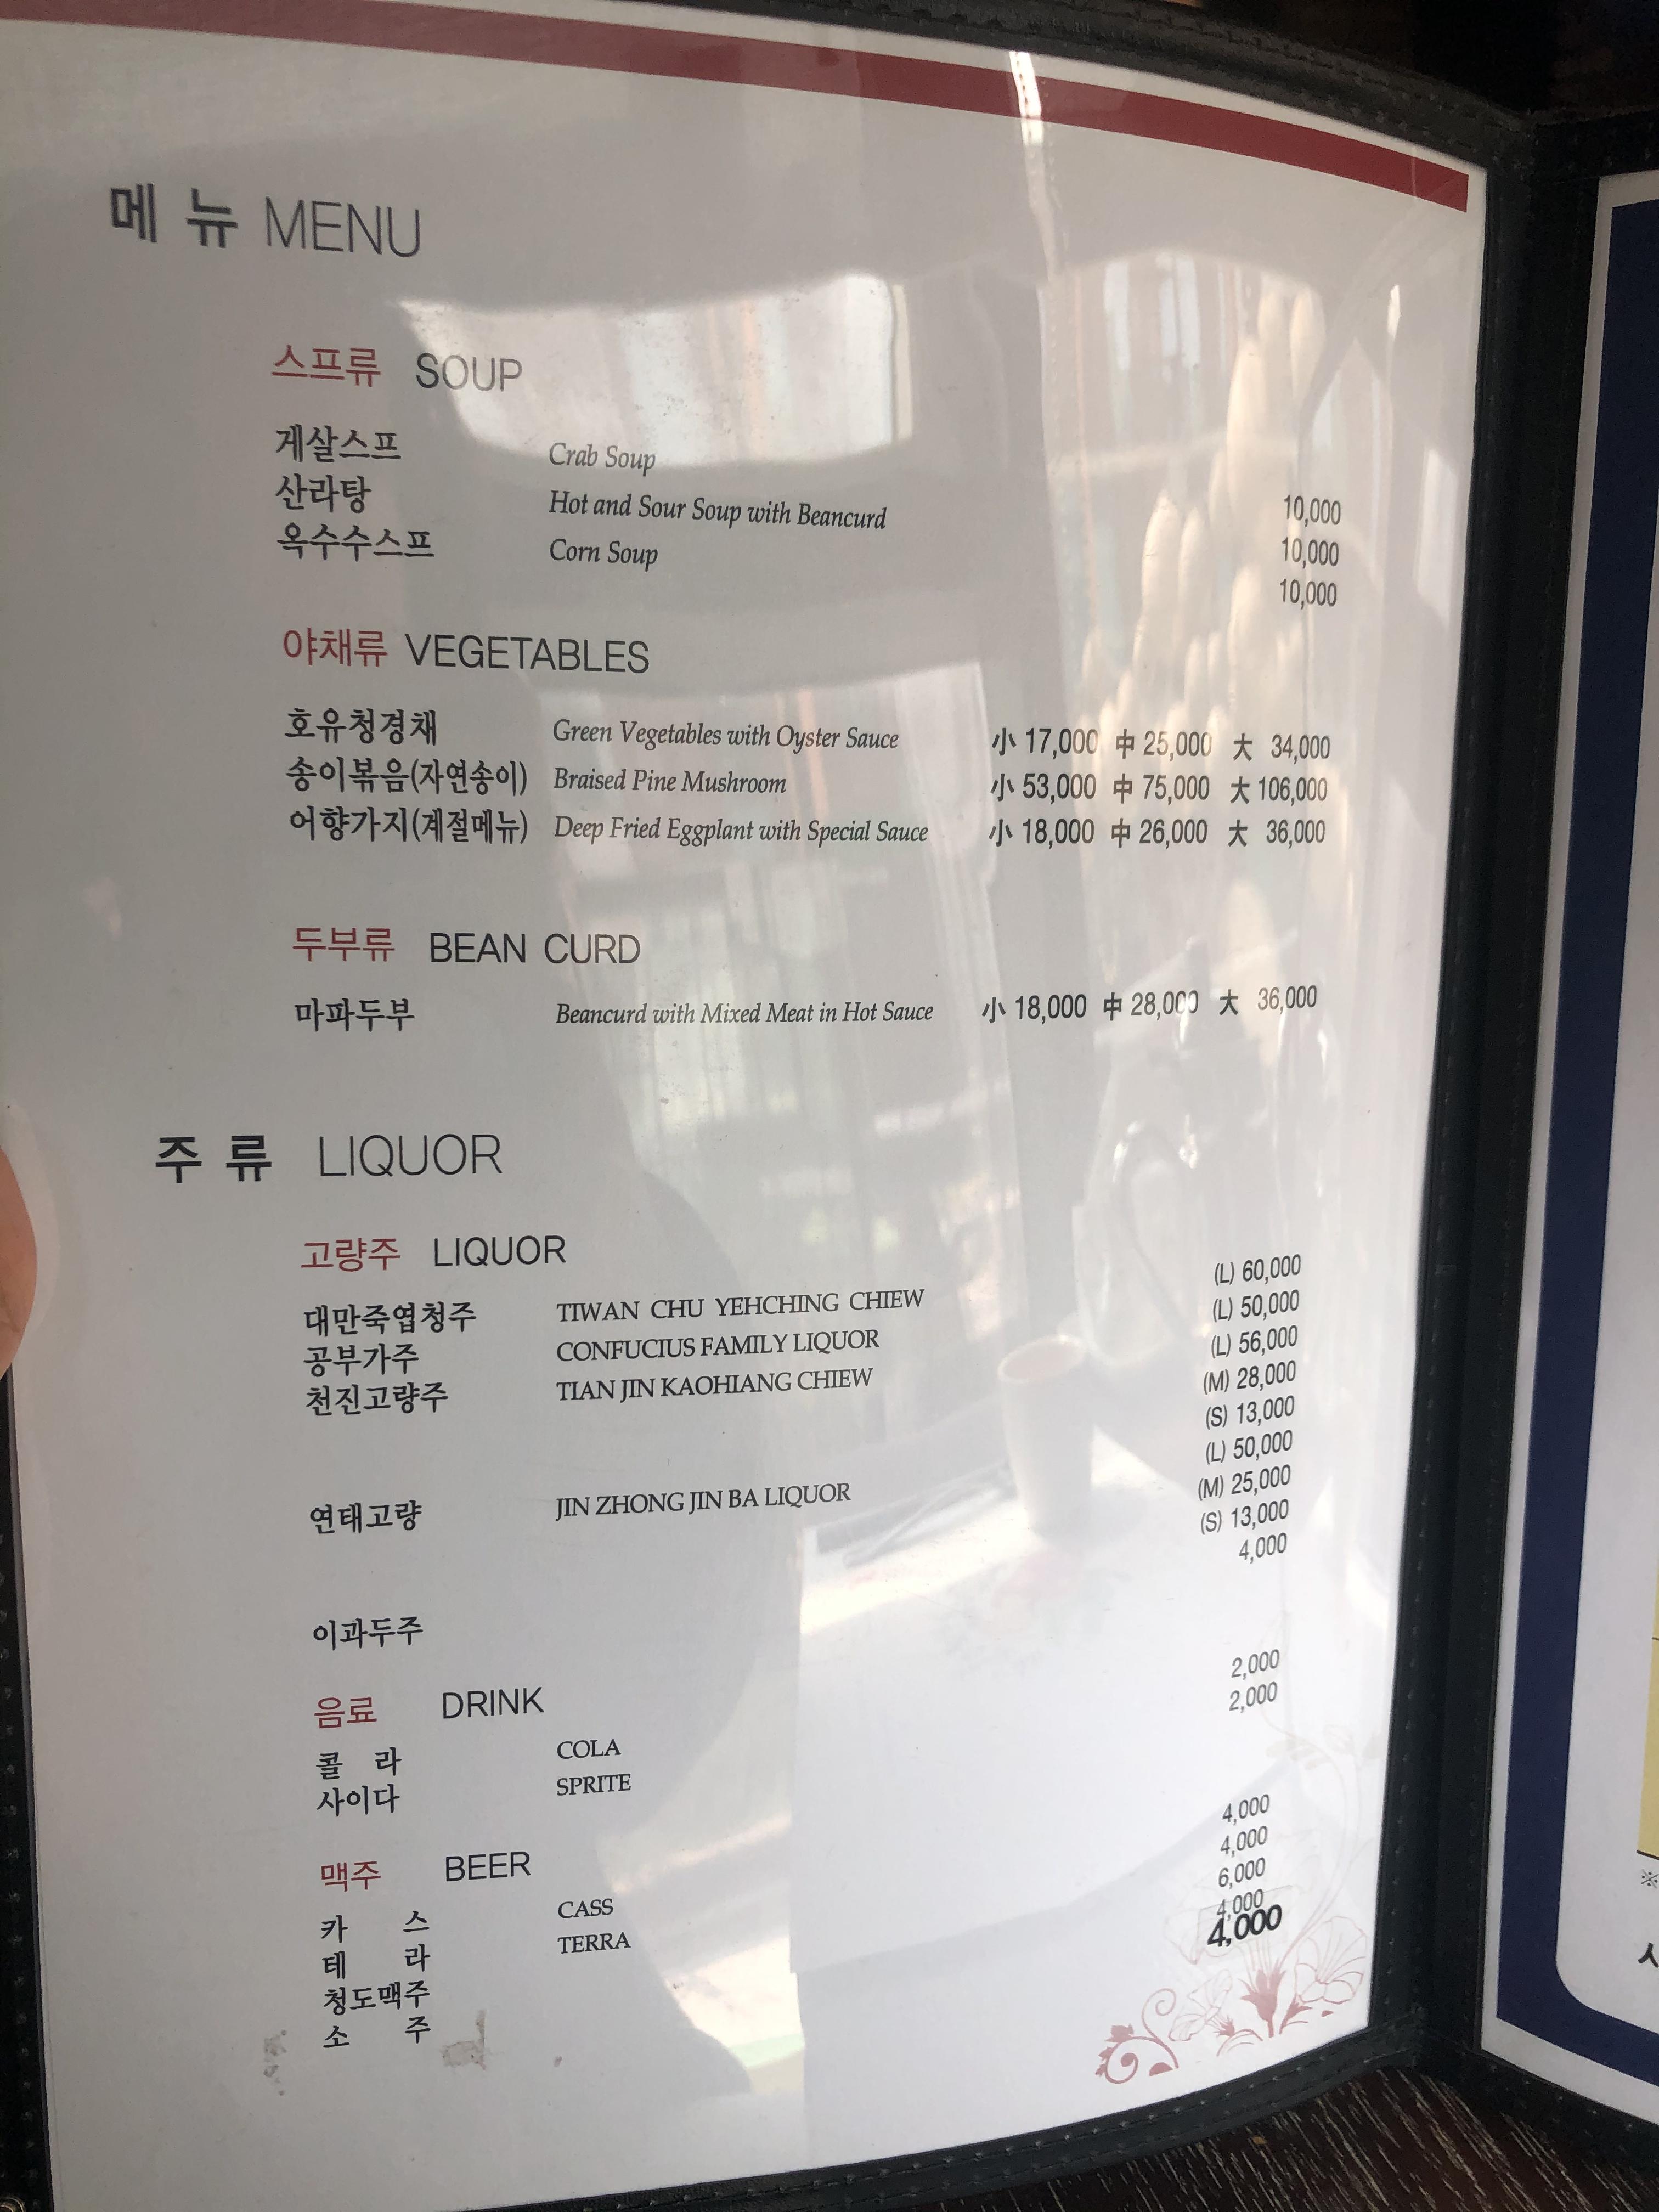 메 뉴 MENU
스프류 SOUP
게살스프 Crab Soup 10,000
산라탕 Hot and Sour Soup with Beancurd 10,000
옥수수스프 Corn Soup 10,000
야채류 VEGETABLES
호유청경채 Green Vegetables with Oyster Sauce 小 17,000 中 25,000 大 34,000
송이볶음(자연송이) Braised Pine Mushroom 小 53,000 中 75,000 大 106,000
어향가지(계절메뉴) Deep Fried Eggplant with Special Sauce 小 18,000 中 26,000 大 36,000
두부류 BEAN CURD
마파두부 Beancurd with Mixed Meat in Hot Sauce 小 18,000 中 28,000 大 36,000
주 류 LIQUOR
고량주 LIQUOR
대만죽엽청주 TIWAN CHU YEHCHING CHIEW (L) 60,000
공부가주 CONFUCIUS FAMILY LIQUOR (L) 50,000
천진고량주 TIAN JIN KAOHIANG CHIEW (L) 56,000
(M) 28,000
(S) 13,000
연태고량 JIN ZHONG JIN BA LIQUOR (L) 50,000
(M) 25,000
(S) 13,000
이과두주 4,000
음료 DRINK
콜 라 COLA 2,000
사이다 SPRITE 2,000
맥주 BEER
카 스 CASS 4,000
테 라 TERRA 4,000
청도맥주 6,000
소 주 4,000
4,000
※